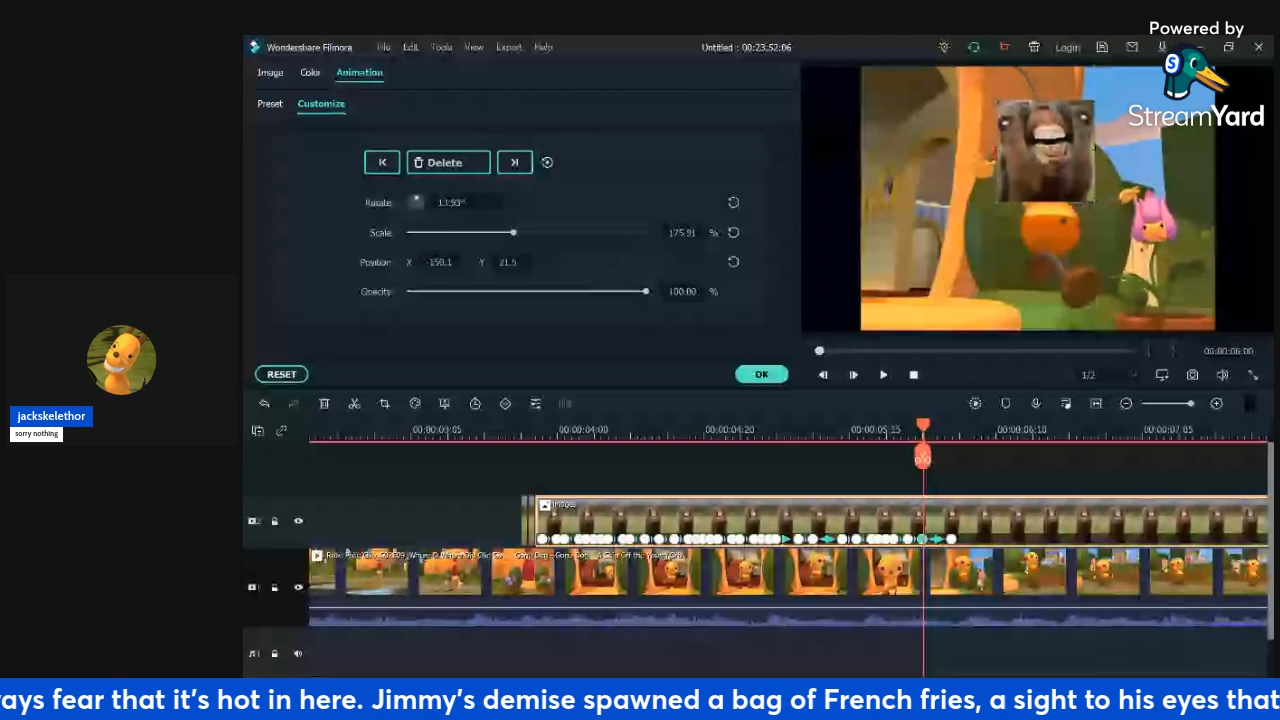 Powered by
StreamYard
Wondershare Filmora
File Edit Tools View Export Help
Untitled : 00:23:52:06
Login
Image Color Animation
Preset Customize
Delete
Rotate 13.93°
Scale 175.91 %
Position X -159.1 Y 21.5
Opacity 100.00 %
RESET
OK
00:00:06:00
1/2
00:00:03:05 00:00:04:00 00:00:04:20 00:00:05:15 00:00:06:10 00:00:07:05
Images
jackskelethor
sorry nothing
ays fear that it's hot in here. Jimmy's demise spawned a bag of French fries, a sight to his eyes that